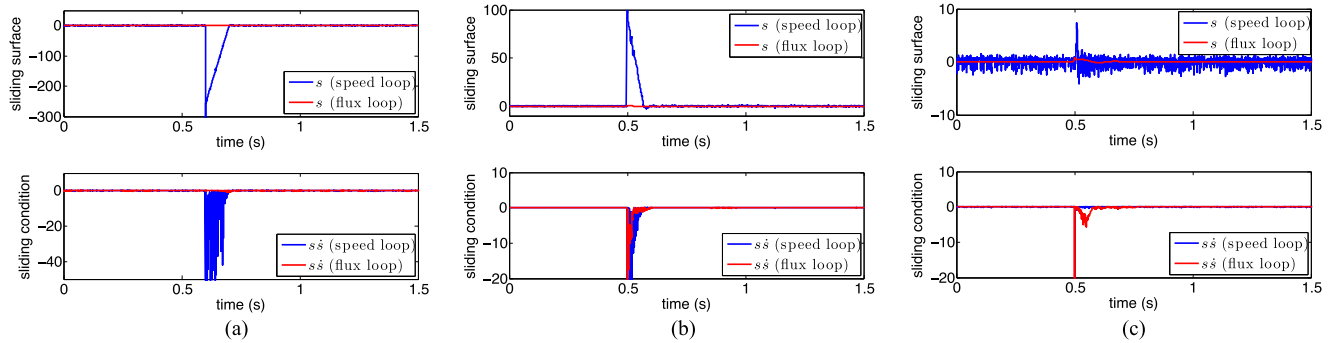 sliding surface
0
−100
−200
−300
s (speed loop)
s (flux loop)
0 0.5 1 1.5
time (s)
sliding condition
0
−20
−40
sṡ (speed loop)
sṡ (flux loop)
0 0.5 1 1.5
time (s)
(a)
sliding surface
100
50
0
s (speed loop)
s (flux loop)
0 0.5 1 1.5
time (s)
sliding condition
10
0
−10
−20
sṡ (speed loop)
sṡ (flux loop)
0 0.5 1 1.5
time (s)
(b)
sliding surface
10
0
−10
s (speed loop)
s (flux loop)
0 0.5 1 1.5
time (s)
sliding condition
10
0
−10
−20
sṡ (speed loop)
sṡ (flux loop)
0 0.5 1 1.5
time (s)
(c)